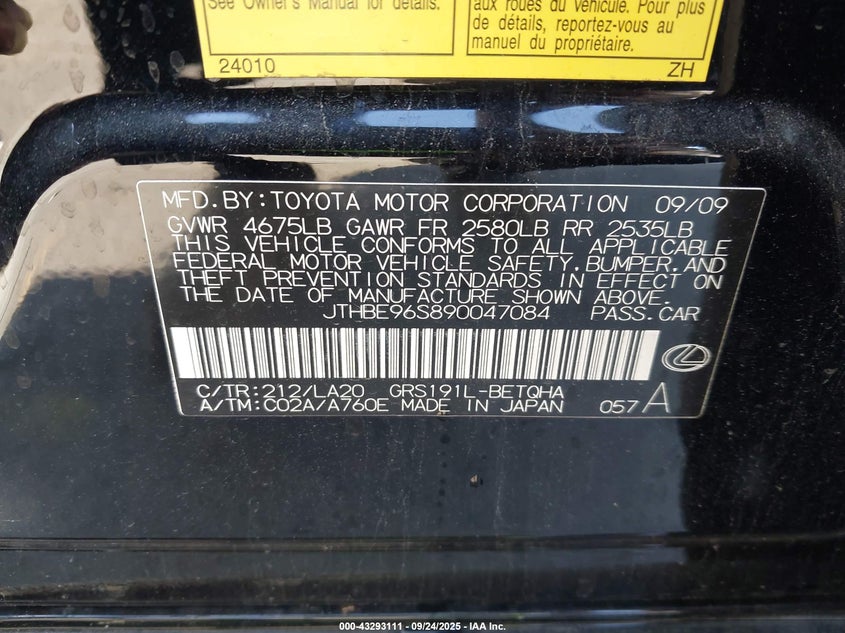 See Owner's Manual for details.
aux roues du véhicule. Pour plus
de détails, reportez-vous au
manuel du propriétaire.
24010 ZH
MFD.BY:TOYOTA MOTOR CORPORATION 09/09
GVWR 4675LB GAWR FR 2580LB RR 2535LB
THIS VEHICLE CONFORMS TO ALL APPLICABLE
FEDERAL MOTOR VEHICLE SAFETY,BUMPER,AND
THEFT PREVENTION STANDARDS IN EFFECT ON
THE DATE OF MANUFACTURE SHOWN ABOVE.
JTHBE96S890047084 PASS.CAR
C/TR:212/LA20 GRS191L-BETQHA
A/TM:C02A/A760E MADE IN JAPAN 057A
000-43293111 - 09/24/2025 - IAA Inc.